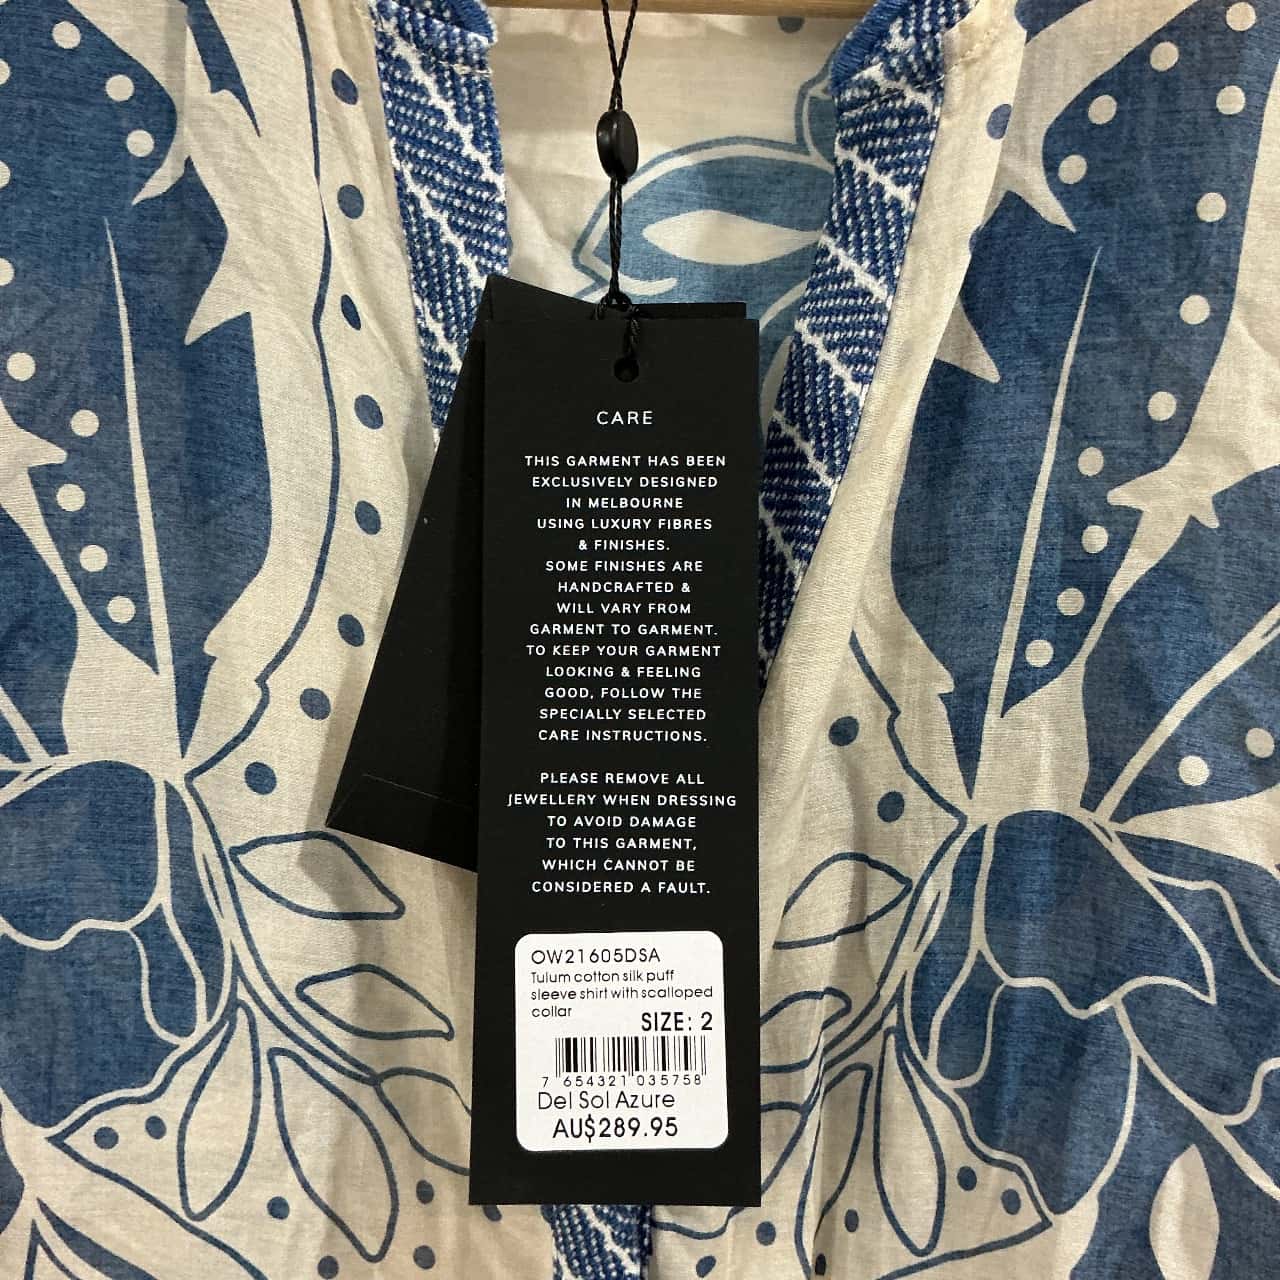 CARE
THIS GARMENT HAS BEEN
EXCLUSIVELY DESIGNED
IN MELBOURNE
USING LUXURY FIBRES
& FINISHES.
SOME FINISHES ARE
HANDCRAFTED &
WILL VARY FROM
GARMENT TO GARMENT.
TO KEEP YOUR GARMENT
LOOKING & FEELING
GOOD, FOLLOW THE
SPECIALLY SELECTED
CARE INSTRUCTIONS.
PLEASE REMOVE ALL
JEWELLERY WHEN DRESSING
TO AVOID DAMAGE
TO THIS GARMENT,
WHICH CANNOT BE
CONSIDERED A FAULT.
OW21605DSA
Tulum cotton silk puff
sleeve shirt with scalloped
collar
SIZE: 2
7 654321 035758
Del Sol Azure
AU$289.95